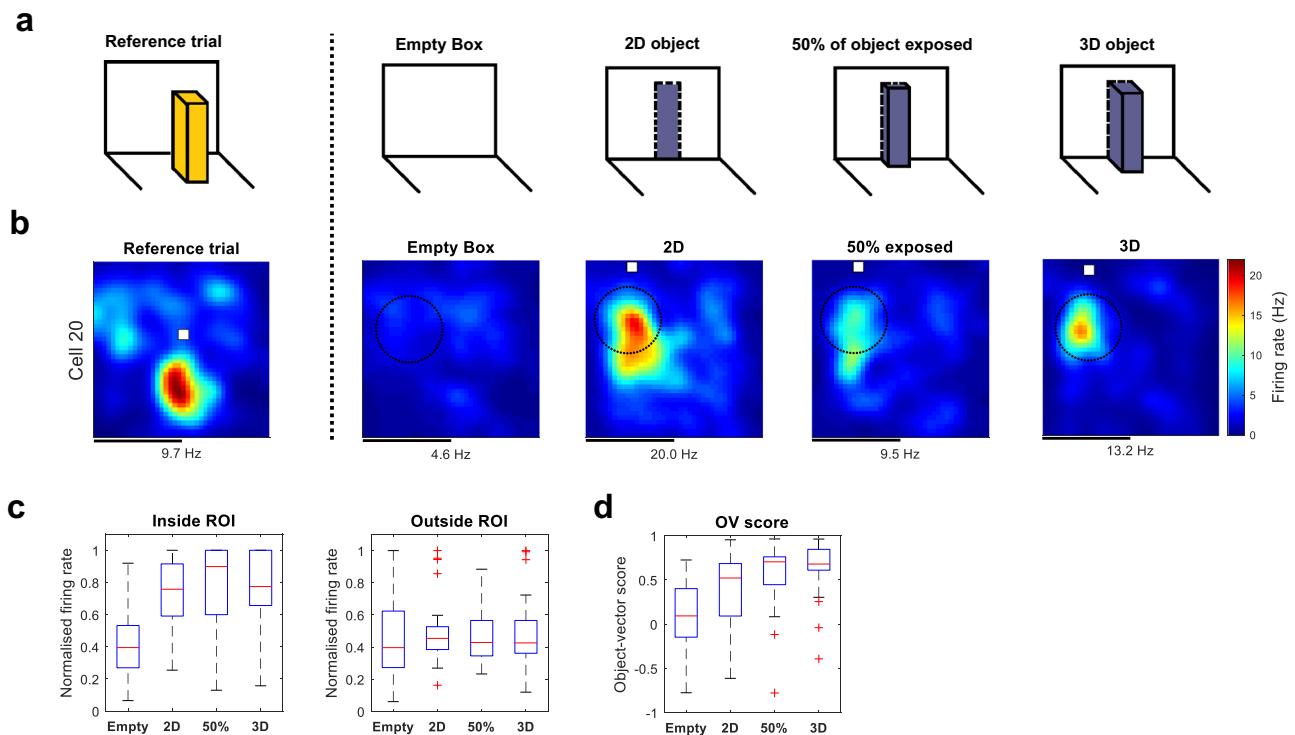 a
Reference trial
Empty Box
2D object
50% of object exposed
3D object
b
Reference trial
Empty Box
2D
50% exposed
3D
Cell 20
20
15
10
5
0
Firing rate (Hz)
9.7 Hz
4.6 Hz
20.0 Hz
9.5 Hz
13.2 Hz
c
Inside ROI
Normalised firing rate
1
0.8
0.6
0.4
0.2
0
Empty 2D 50% 3D
Outside ROI
Normalised firing rate
1
0.8
0.6
0.4
0.2
0
Empty 2D 50% 3D
d
OV score
Object-vector score
1
0.5
0
-0.5
-1
Empty 2D 50% 3D